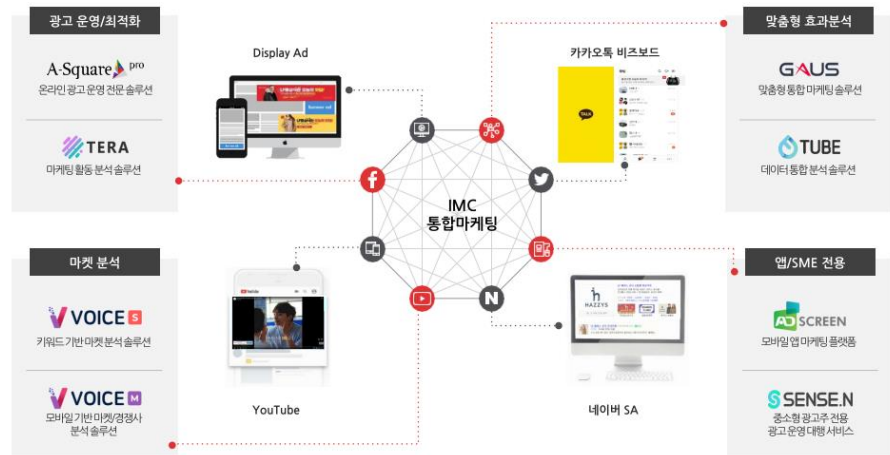 광고 운영/최적화
A-Square pro
온라인 광고 운영 전문 솔루션
TERA
마케팅 활동 분석 솔루션
Display Ad
카카오톡 비즈보드
TALK
맞춤형 효과분석
GAUS
맞춤형 통합 마케팅 솔루션
TUBE
데이터 통합 분석 솔루션
IMC
통합마케팅
마켓 분석
VOICE S
키워드 기반 마켓 분석 솔루션
VOICE M
모바일 기반 마켓/경쟁사
분석 솔루션
YouTube
YouTube
N
HAZZYS
네이버 SA
앱/SME 전용
AD SCREEN
모바일 앱 마케팅 플랫폼
SENSE.N
중소형 광고주 전용
광고 운영 대행 서비스